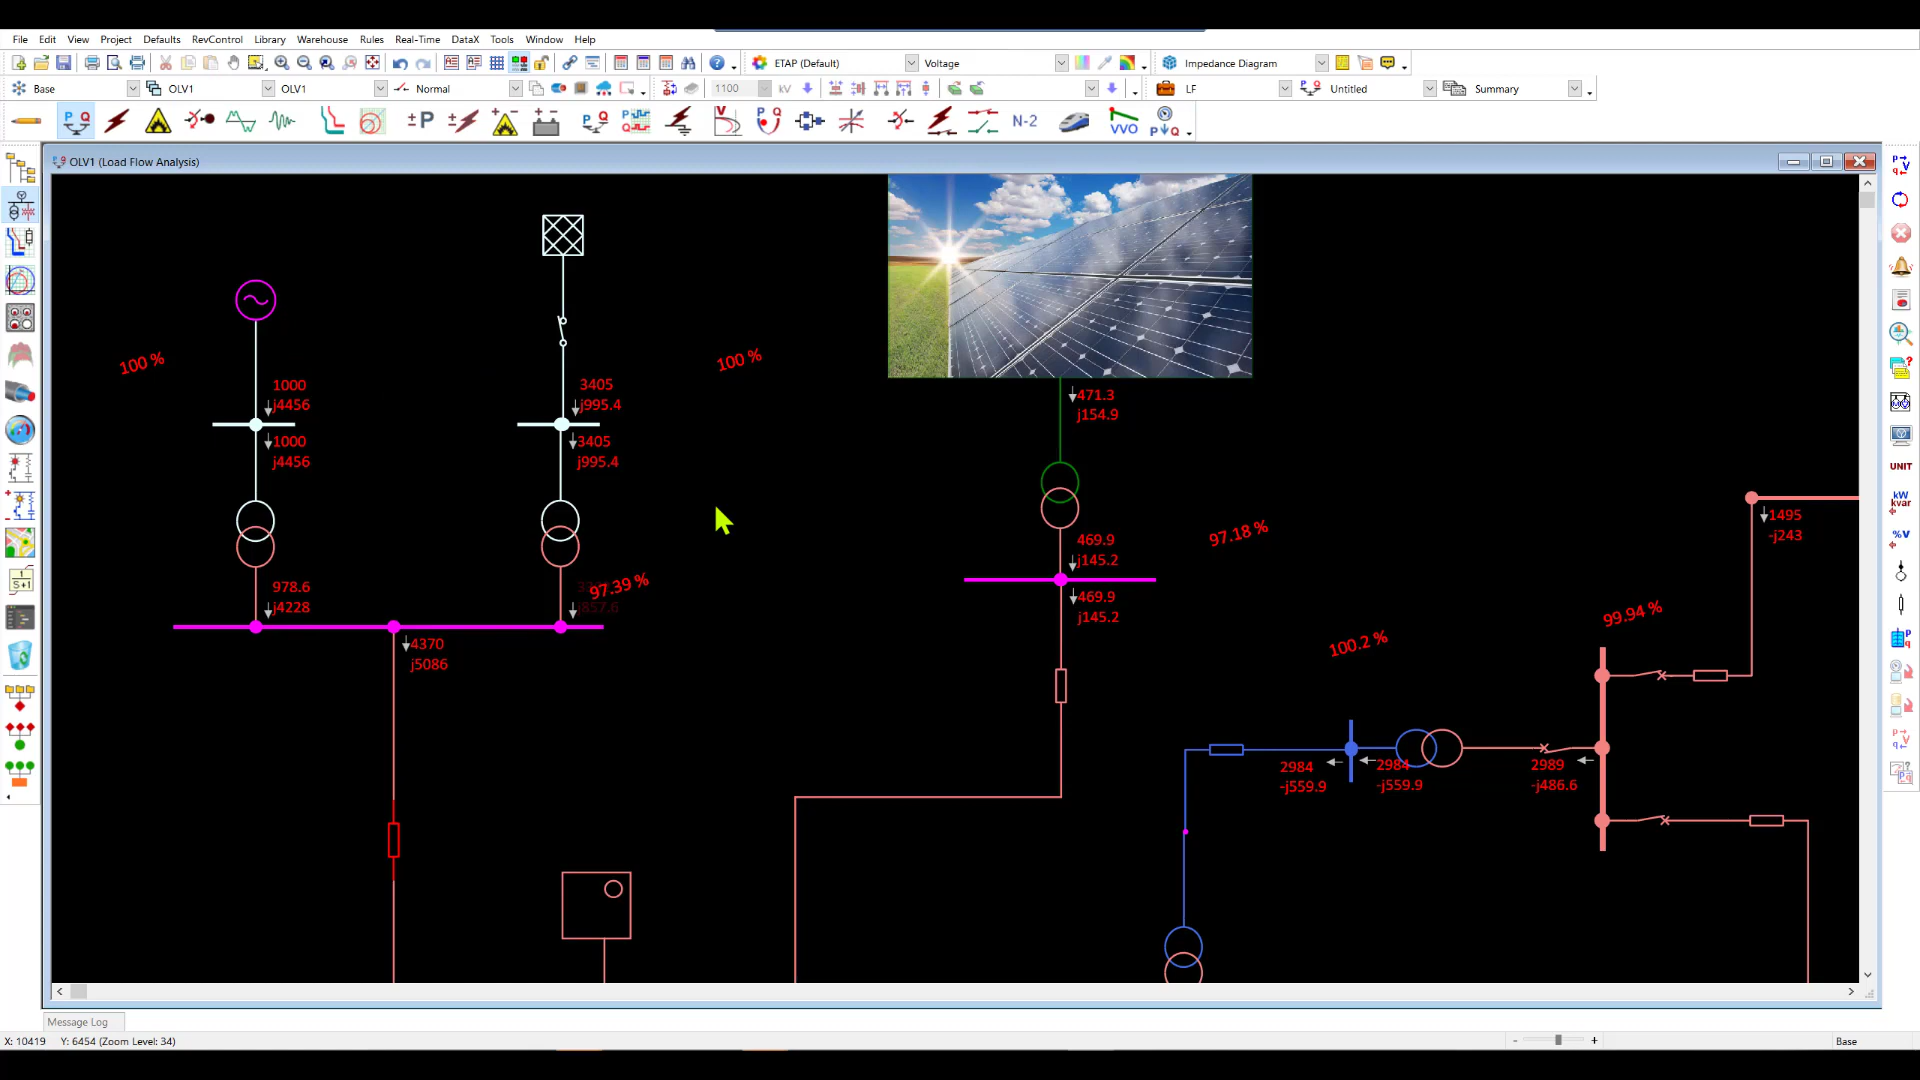 File Edit View Project Defaults RevControl Library Warehouse Rules Real-Time DataX Tools Window Help
ETAP (Default) Voltage Impedance Diagram
Base OLV1 OLV1 Normal 1100 kV LF Untitled Summary
N-2 VVO
OLV1 (Load Flow Analysis)
100 %
1000
j4456
1000
j4456
978.6
j4228
3405
j995.4
3405
j995.4
100 %
97.39 %
j857.6
4370
j5086
471.3
j154.9
469.9
j145.2
97.18 %
469.9
j145.2
1495
-j243
99.94 %
100.2 %
2984
-j559.9
2984
-j559.9
2989
-j486.6
UNIT
kW
kvar
%V
Message Log
X: 10419 Y: 6454 (Zoom Level: 34)
- +
Base